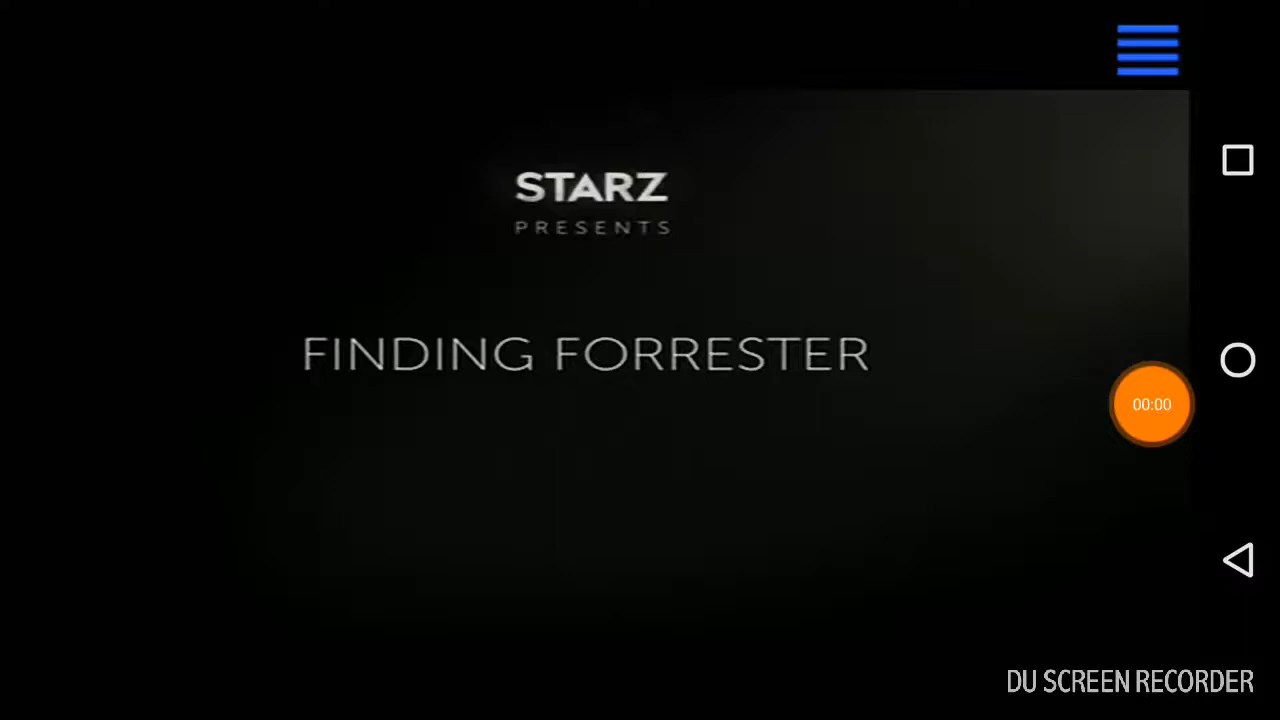 STARZ
PRESENTS
FINDING FORRESTER
00:00
DU SCREEN RECORDER